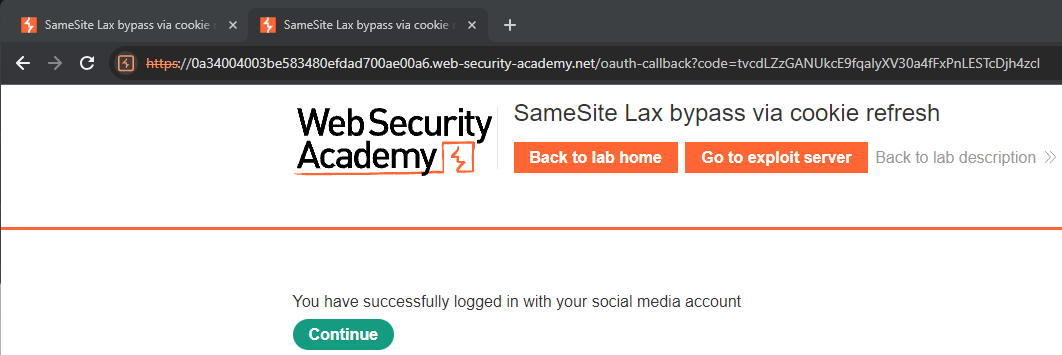 SameSite Lax bypass via cookie
SameSite Lax bypass via cookie
https://0a34004003be583480efdad700ae00a6.web-security-academy.net/oauth-callback?code=tvcdLZzGANUkcE9fqalyXV30a4fFxPnLESTcDjh4zcl
WebSecurity
Academy
SameSite Lax bypass via cookie refresh
Back to lab home
Go to exploit server
Back to lab description
You have successfully logged in with your social media account
Continue